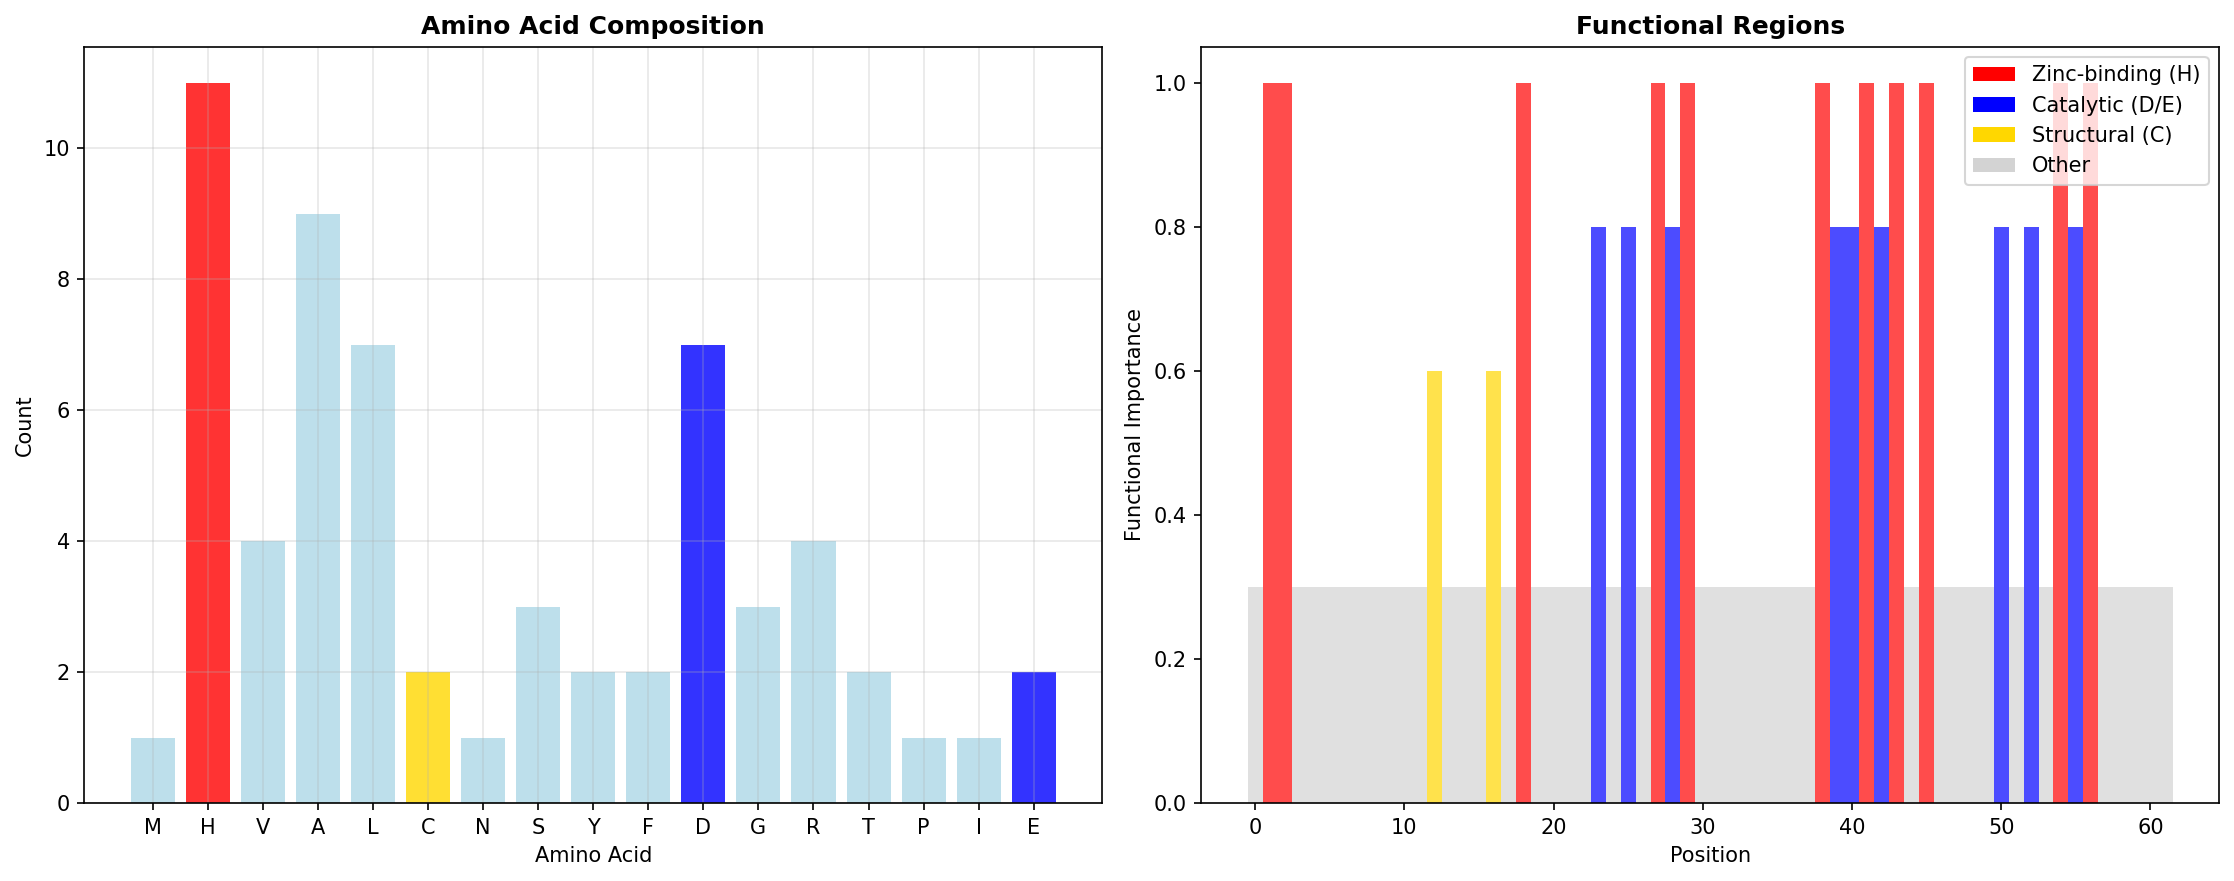 Amino Acid Composition
Count
10
8
6
4
2
0
M H V A L C N S Y F D G R T P I E
Amino Acid
Functional Regions
Functional Importance
1.0
0.8
0.6
0.4
0.2
0.0
Zinc-binding (H)
Catalytic (D/E)
Structural (C)
Other
0 10 20 30 40 50 60
Position